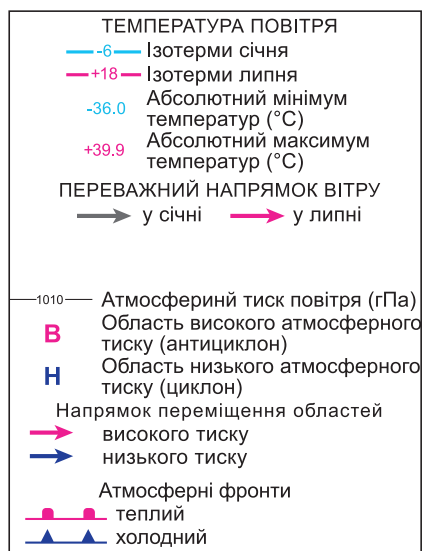 ТЕМПЕРАТУРА ПОВІТРЯ
-6 Ізотерми січня
+18 Ізотерми липня
-36.0 Абсолютний мінімум
температур (°C)
+39.9 Абсолютний максимум
температур (°C)
ПЕРЕВАЖНИЙ НАПРЯМОК ВІТРУ
у січні у липні
1010 Атмосферинй тиск повітря (гПа)
В Область високого атмосферного
тиску (антициклон)
Н Область низького атмосферного
тиску (циклон)
Напрямок переміщення областей
високого тиску
низького тиску
Атмосферні фронти
теплий
холодний